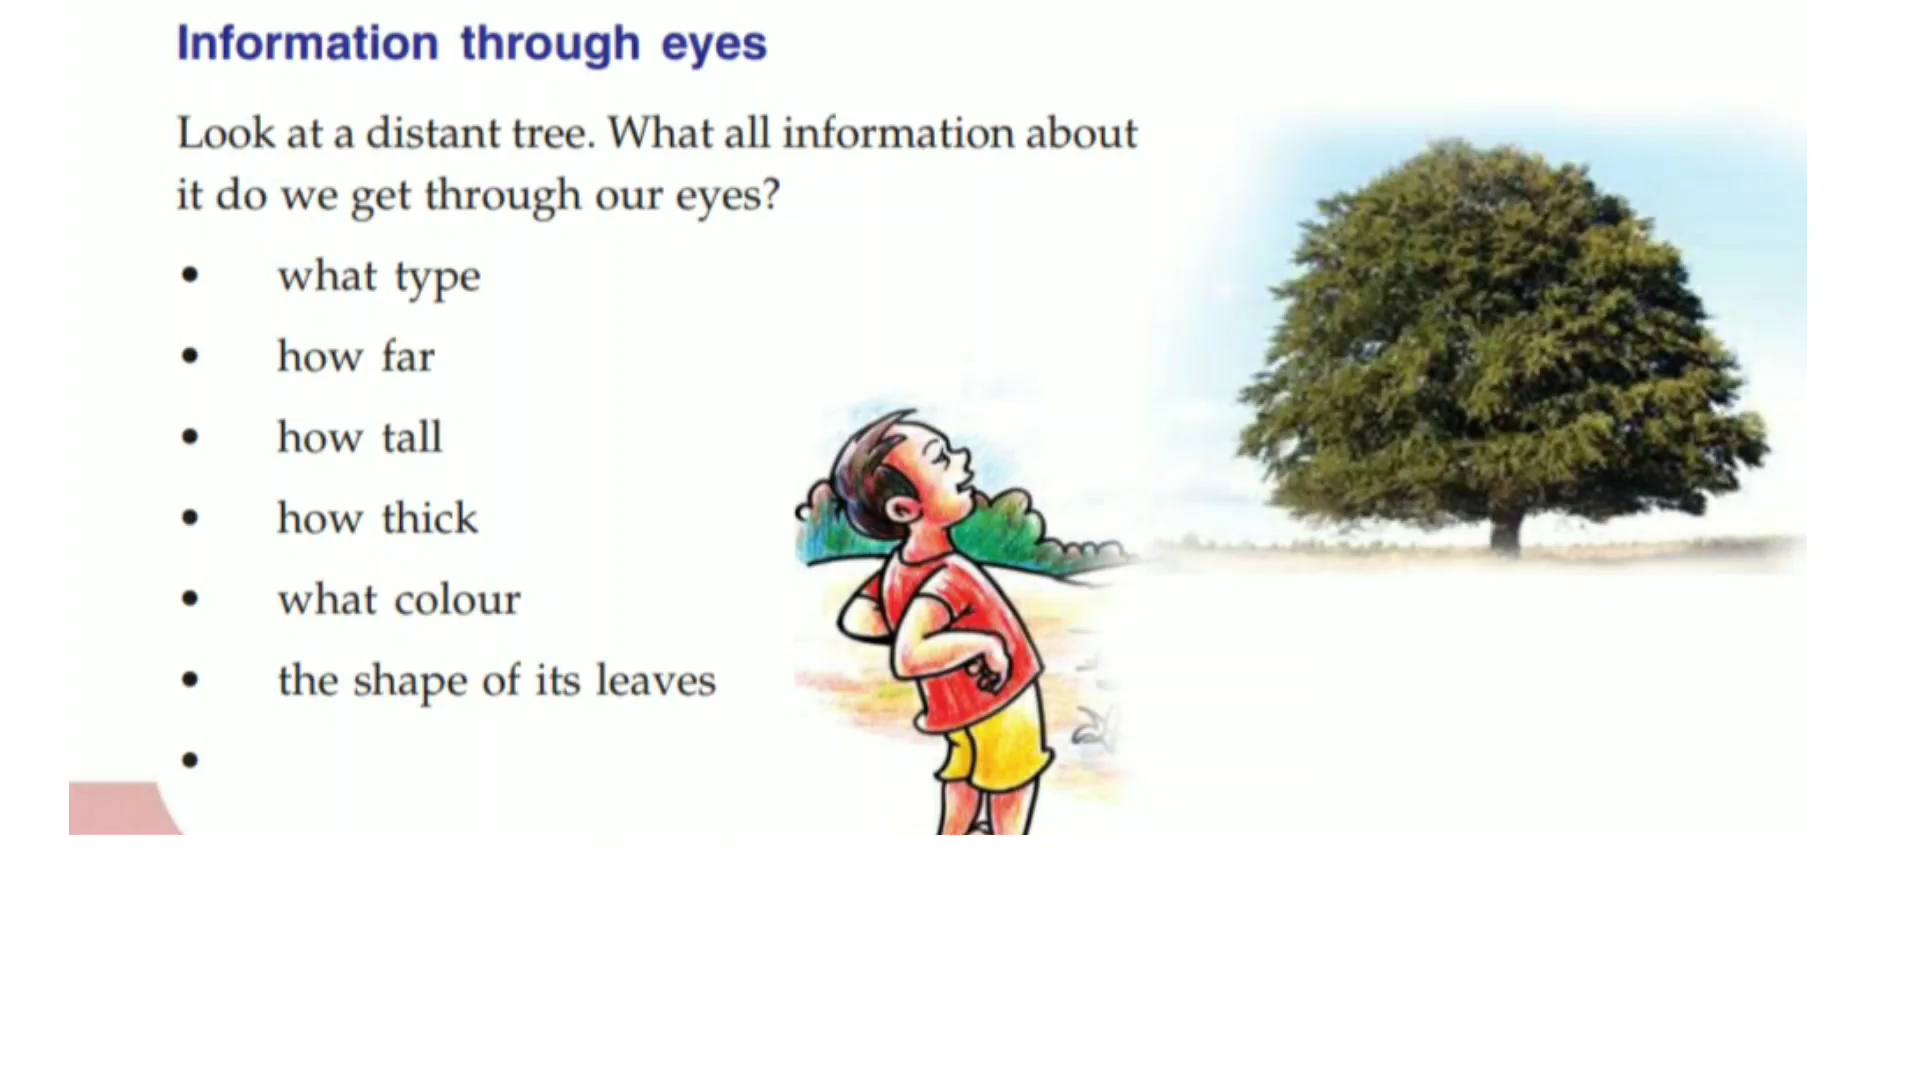 Information through eyes
Look at a distant tree. What all information about
it do we get through our eyes?
• what type
• how far
• how tall
• how thick
• what colour
• the shape of its leaves
•